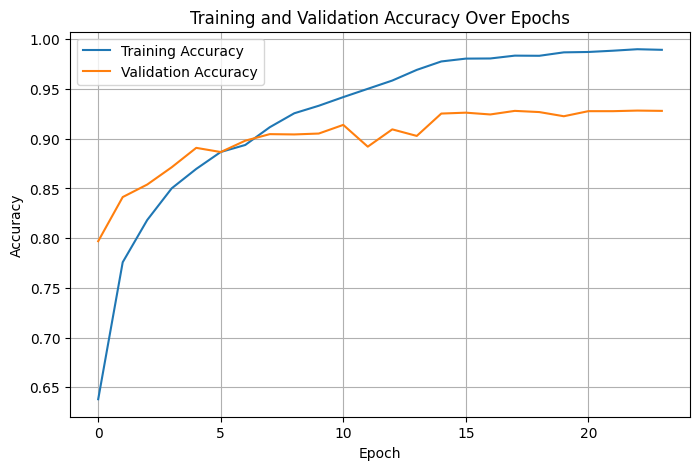 Training and Validation Accuracy Over Epochs
1.00
Training Accuracy
Validation Accuracy
0.95
0.90
0.85
0.80
0.75
0.70
0.65
Accuracy
0 5 10 15 20
Epoch